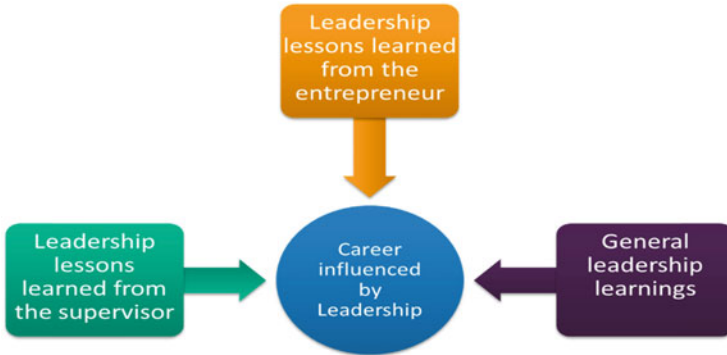 Leadership
lessons learned
from the
entrepreneur
Leadership
lessons
learned from
the supervisor
Career
influenced
by
Leadership
General
leadership
learnings